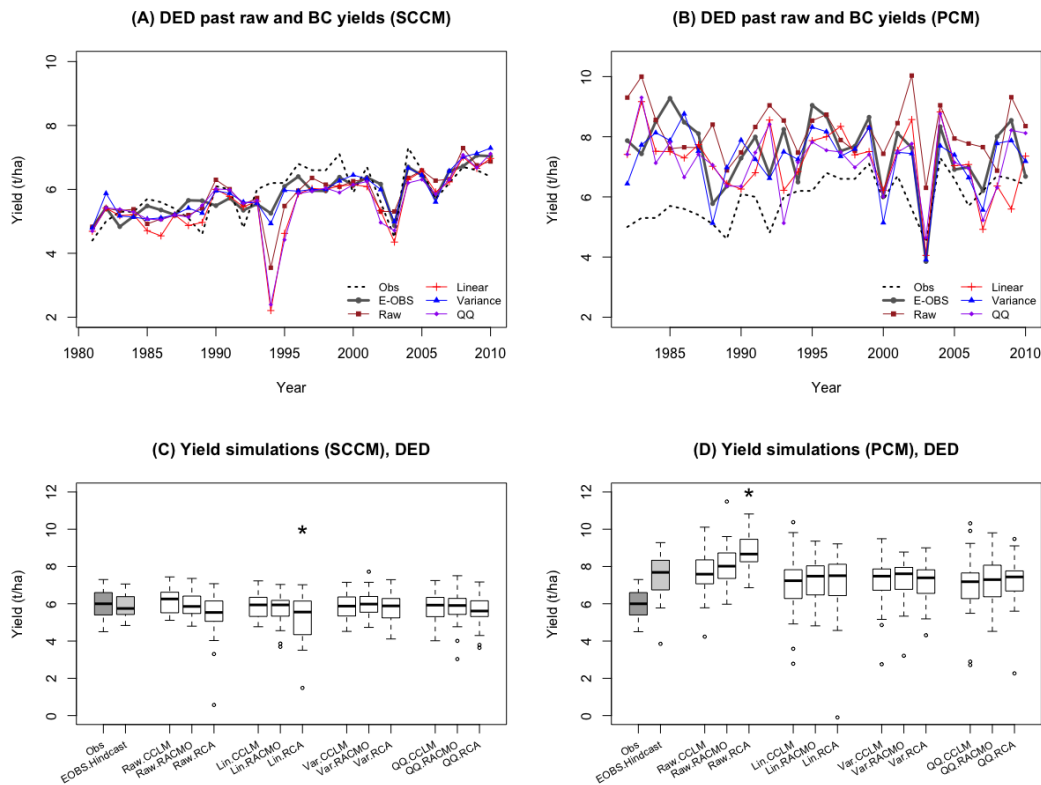 (A) DED past raw and BC yields (SCCM)
Yield (t/ha)
10
8
6
4
2
Obs
E-OBS
Raw
Linear
Variance
QQ
1980 1985 1990 1995 2000 2005 2010
Year
(B) DED past raw and BC yields (PCM)
Yield (t/ha)
10
8
6
4
2
Obs
E-OBS
Raw
Linear
Variance
QQ
1985 1990 1995 2000 2005 2010
Year
(C) Yield simulations (SCCM), DED
Yield (t/ha)
12
10
8
6
4
2
0
*
Obs
EOBS.Hindcast
Raw.CCLM
Raw.RACMO
Raw.RCA
Lin.CCLM
Lin.RACMO
Lin.RCA
Var.CCLM
Var.RACMO
Var.RCA
QQ.CCLM
QQ.RACMO
QQ.RCA
(D) Yield simulations (PCM), DED
Yield (t/ha)
12
10
8
6
4
2
0
*
Obs
EOBS.Hindcast
Raw.CCLM
Raw.RACMO
Raw.RCA
Lin.CCLM
Lin.RACMO
Lin.RCA
Var.CCLM
Var.RACMO
Var.RCA
QQ.CCLM
QQ.RACMO
QQ.RCA